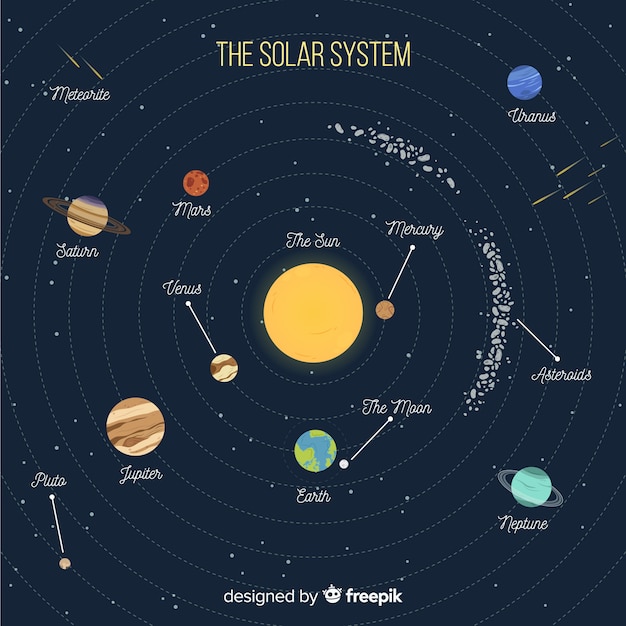 THE SOLAR SYSTEM
Meteorite
Uranus
Mars
Saturn
The Sun
Mercury
Venus
Asteroids
The Moon
Jupiter
Pluto
Earth
Neptune
designed by freepik